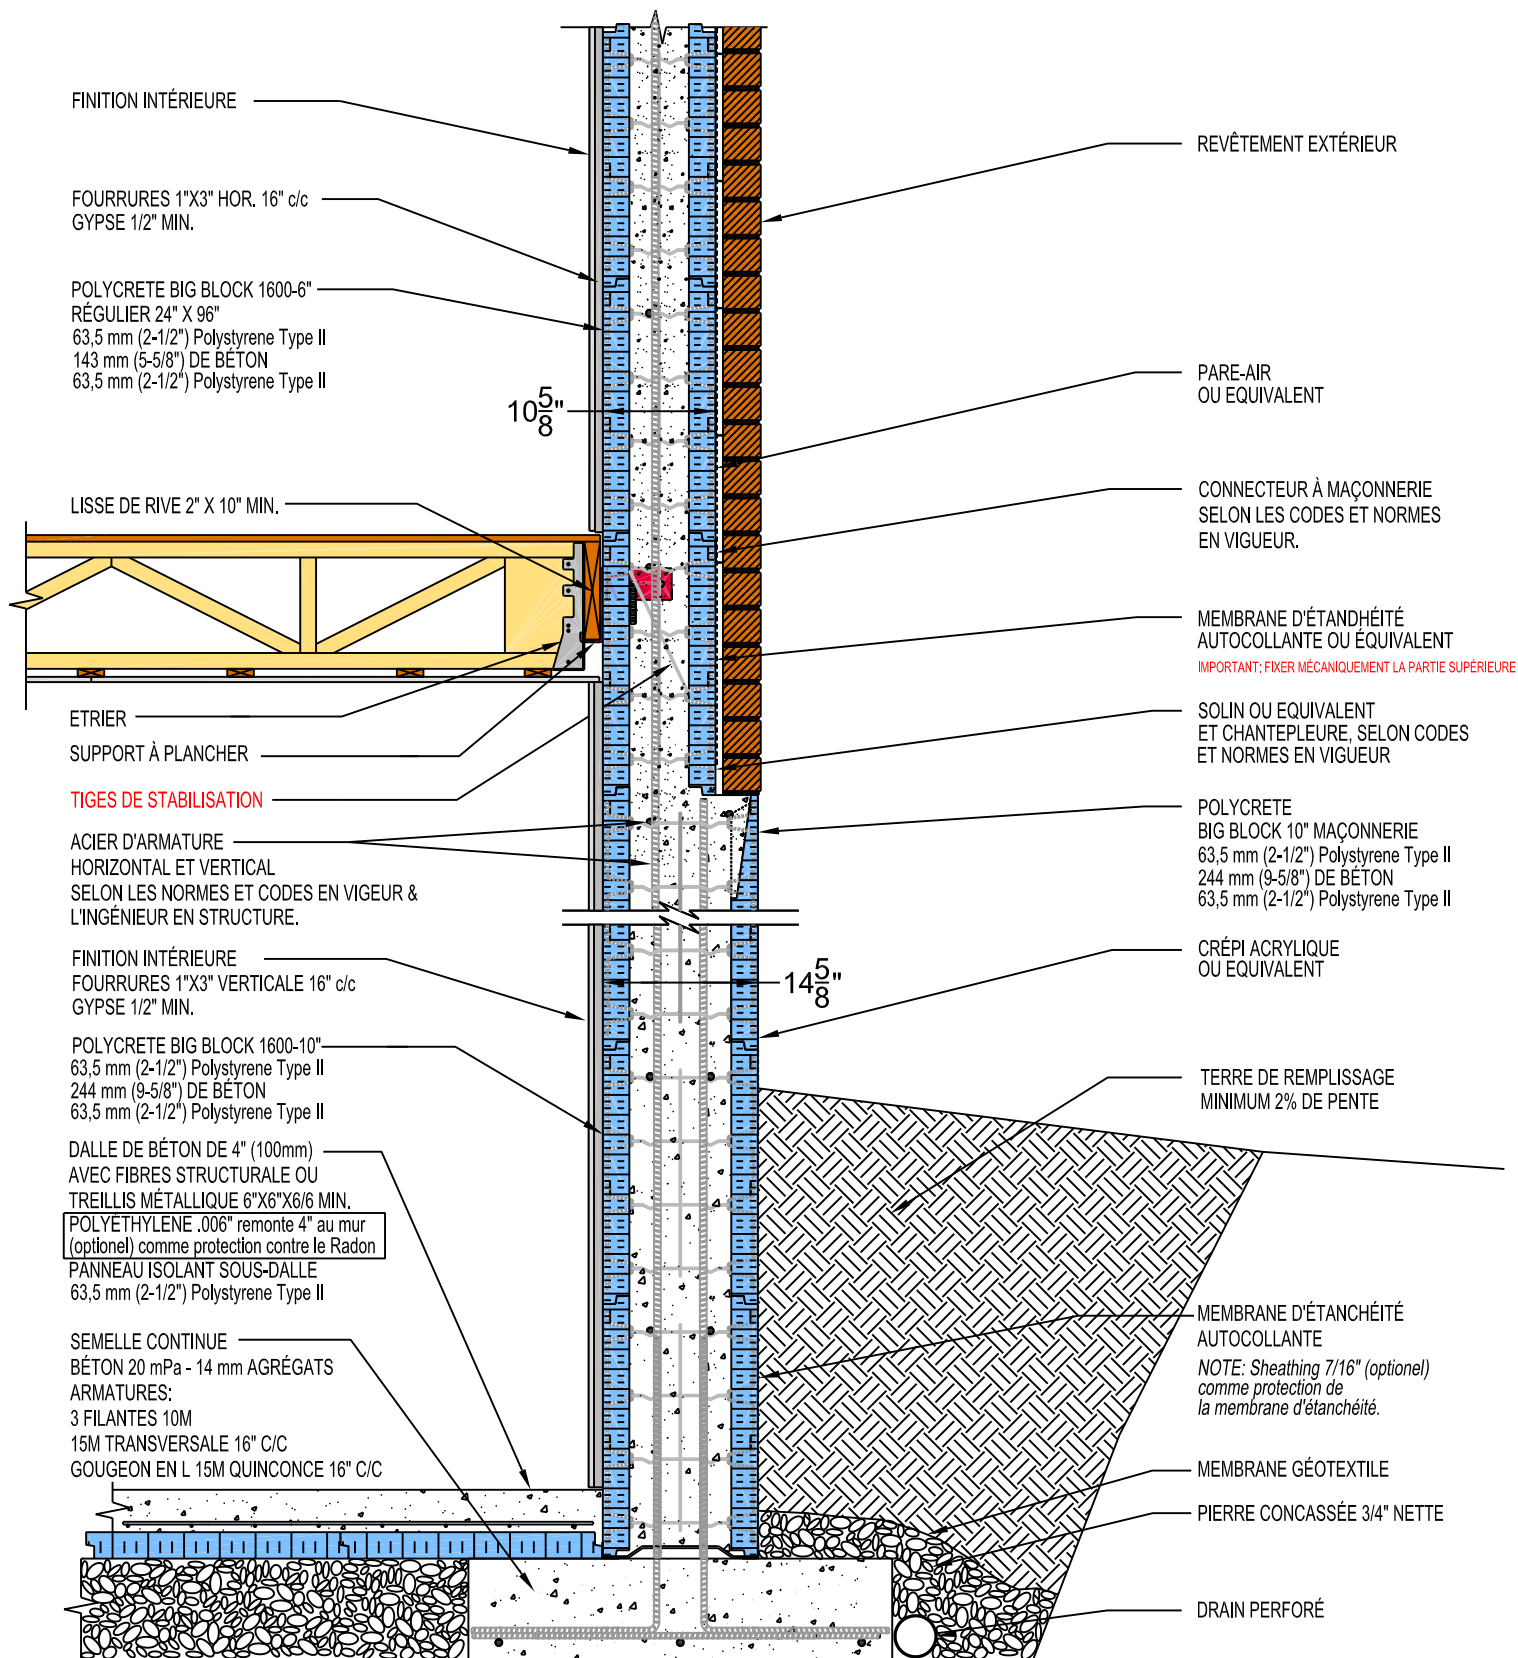 FINITION INTÉRIEURE
FOURRURES 1"X3" HOR. 16" c/c
GYPSE 1/2" MIN.
POLYCRETE BIG BLOCK 1600-6"
RÉGULIER 24" X 96"
63,5 mm (2-1/2") Polystyrene Type II
143 mm (5-5/8") DE BÉTON
63,5 mm (2-1/2") Polystyrene Type II
10 5/8"
LISSE DE RIVE 2" X 10" MIN.
ETRIER
SUPPORT À PLANCHER
TIGES DE STABILISATION
ACIER D'ARMATURE
HORIZONTAL ET VERTICAL
SELON LES NORMES ET CODES EN VIGEUR &
L'INGÉNIEUR EN STRUCTURE.
FINITION INTÉRIEURE
FOURRURES 1"X3" VERTICALE 16" c/c
GYPSE 1/2" MIN.
14 5/8"
POLYCRETE BIG BLOCK 1600-10"
63,5 mm (2-1/2") Polystyrene Type II
244 mm (9-5/8") DE BÉTON
63,5 mm (2-1/2") Polystyrene Type II
DALLE DE BÉTON DE 4" (100mm)
AVEC FIBRES STRUCTURALE OU
TREILLIS MÉTALLIQUE 6"X6"X6/6 MIN.
POLYÉTHYLENE .006" remonte 4" au mur
(optionel) comme protection contre le Radon
PANNEAU ISOLANT SOUS-DALLE
63,5 mm (2-1/2") Polystyrene Type II
SEMELLE CONTINUE
BÉTON 20 mPa - 14 mm AGRÉGATS
ARMATURES:
3 FILANTES 10M
15M TRANSVERSALE 16" C/C
GOUGEON EN L 15M QUINCONCE 16" C/C
REVÊTEMENT EXTÉRIEUR
PARE-AIR
OU EQUIVALENT
CONNECTEUR À MAÇONNERIE
SELON LES CODES ET NORMES
EN VIGUEUR.
MEMBRANE D'ÉTANDHÉITÉ
AUTOCOLLANTE OU ÉQUIVALENT
IMPORTANT: FIXER MÉCANIQUEMENT LA PARTIE SUPÉRIEURE
SOLIN OU EQUIVALENT
ET CHANTEPLEURE, SELON CODES
ET NORMES EN VIGUEUR
POLYCRETE
BIG BLOCK 10" MAÇONNERIE
63,5 mm (2-1/2") Polystyrene Type II
244 mm (9-5/8") DE BÉTON
63,5 mm (2-1/2") Polystyrene Type II
CRÉPI ACRYLIQUE
OU EQUIVALENT
TERRE DE REMPLISSAGE
MINIMUM 2% DE PENTE
MEMBRANE D'ÉTANCHÉITÉ
AUTOCOLLANTE
NOTE: Sheathing 7/16" (optionel)
comme protection de
la membrane d'étanchéité.
MEMBRANE GÉOTEXTILE
PIERRE CONCASSÉE 3/4" NETTE
DRAIN PERFORÉ